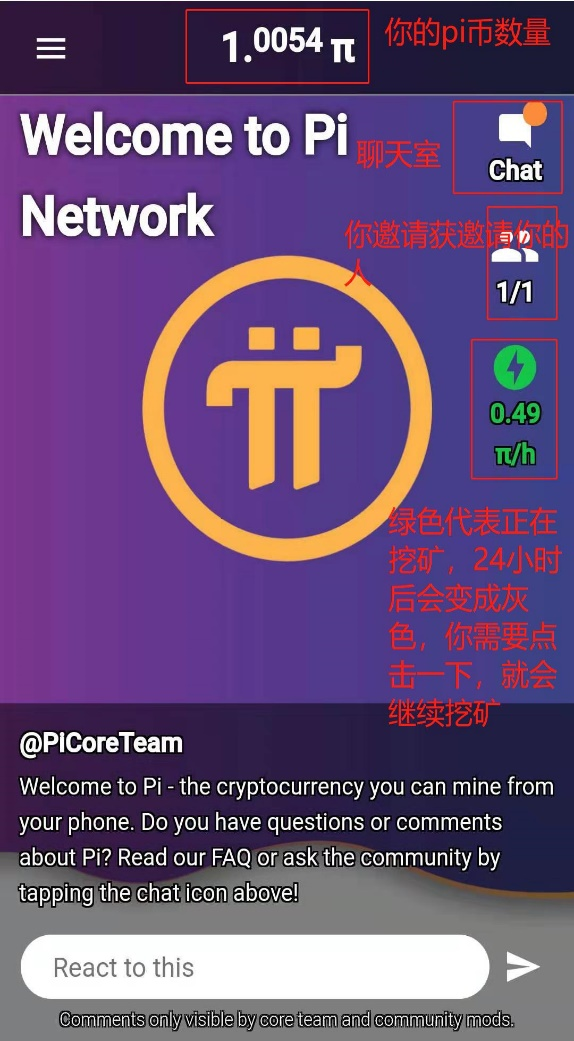 1.0054 π
你的pi币数量
Welcome to Pi
Network
聊天室
Chat
你邀请获邀请你的
人
1/1
0.49
π/h
绿色代表正在
挖矿，24小时
后会变成灰
色，你需要点
击一下，就会
继续挖矿
@PiCoreTeam
Welcome to Pi - the cryptocurrency you can mine from
your phone. Do you have questions or comments
about Pi? Read our FAQ or ask the community by
tapping the chat icon above!
React to this
Comments only visible by core team and community mods.